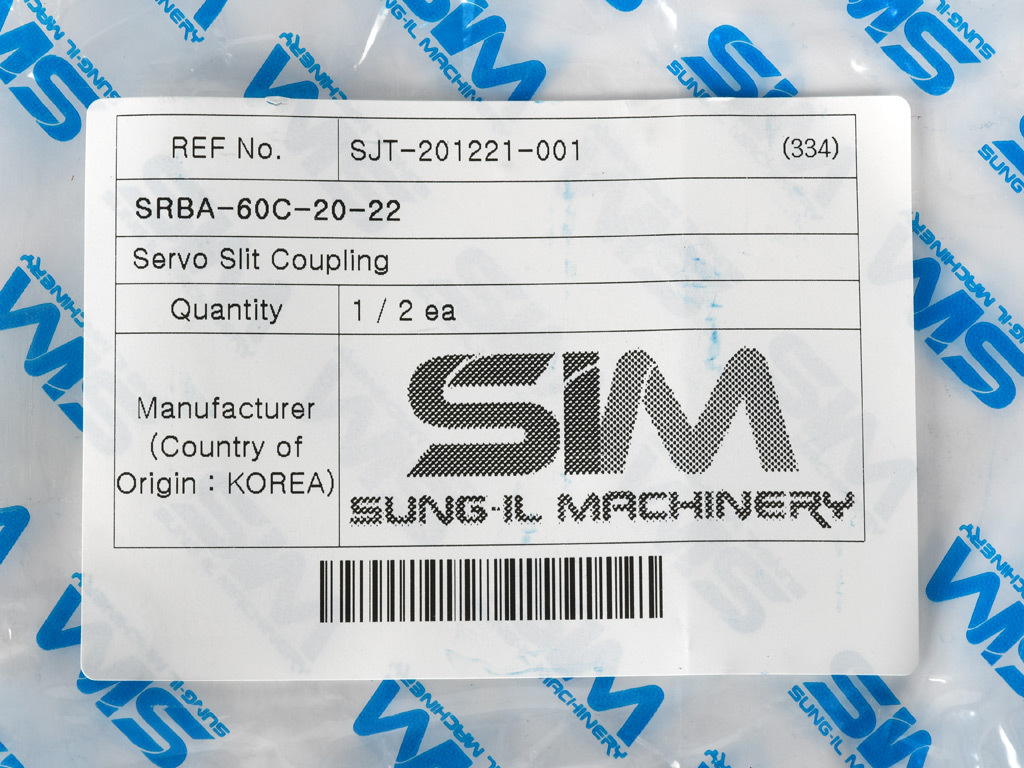 REF No. SJT-201221-001 (334)
SRBA-60C-20-22
Servo Slit Coupling
Quantity 1 / 2 ea
Manufacturer
(Country of
Origin : KOREA)
SIM
SUNG-IL MACHINERY